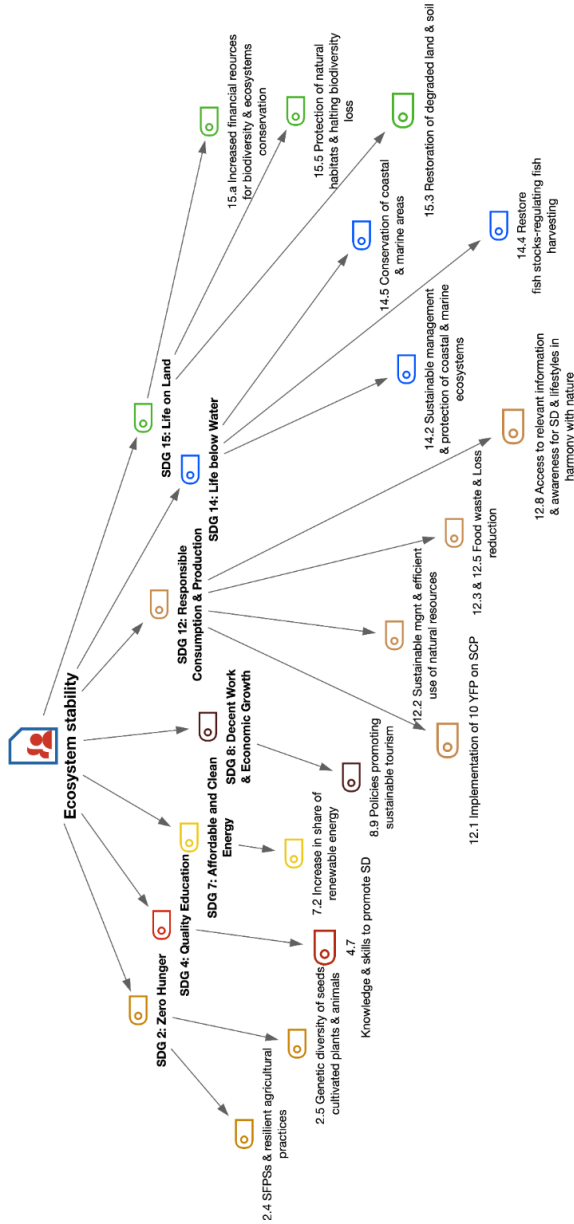 Ecosystem stability
SDG 2: Zero Hunger
SDG 4: Quality Education
SDG 7: Affordable and Clean
Energy
SDG 8: Decent Work
& Economic Growth
SDG 12: Responsible
Consumption & Production
SDG 14: Life below Water
SDG 15: Life on Land
2.4 SFPSs & resilient agricultural
practices
2.5 Genetic diversity of seeds
cultivated plants & animals
4.7
Knowledge & skills to promote SD
7.2 Increase in share of
renewable energy
8.9 Policies promoting
sustainable tourism
12.1 Implementation of 10 YFP on SCP
12.2 Sustainable mgnt & efficient
use of natural resources
12.3 & 12.5 Food waste & Loss
reduction
12.8 Access to relevant information
& awareness for SD & lifestyles in
harmony with nature
14.2 Sustainable management
& protection of coastal & marine
ecosystems
14.5 Conservation of coastal
& marine areas
14.4 Restore
fish stocks-regulating fish
harvesting
15.a Increased financial reources
for biodiversity & ecosystems
conservation
15.5 Protection of natural
habitats & halting biodiversity
loss
15.3 Restoration of degraded land & soil